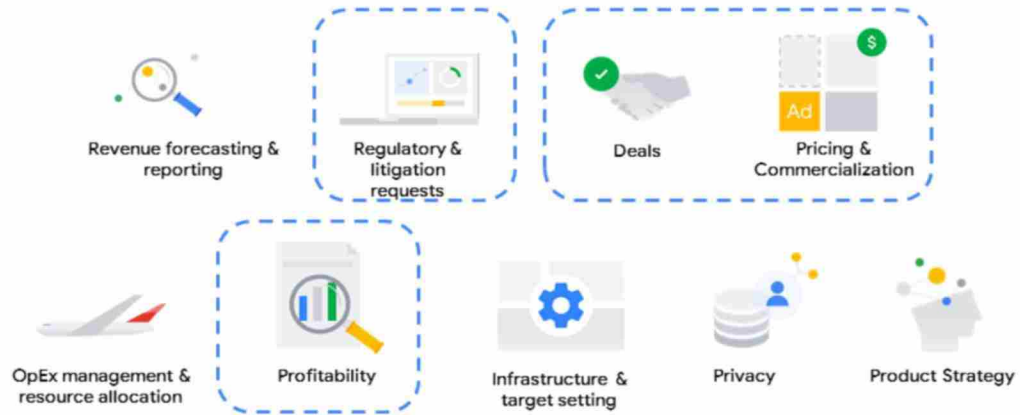 $
Ad
Revenue forecasting &
reporting
Regulatory &
litigation
requests
Deals
Pricing &
Commercialization
OpEx management &
resource allocation
Profitability
Infrastructure &
target setting
Privacy
Product Strategy